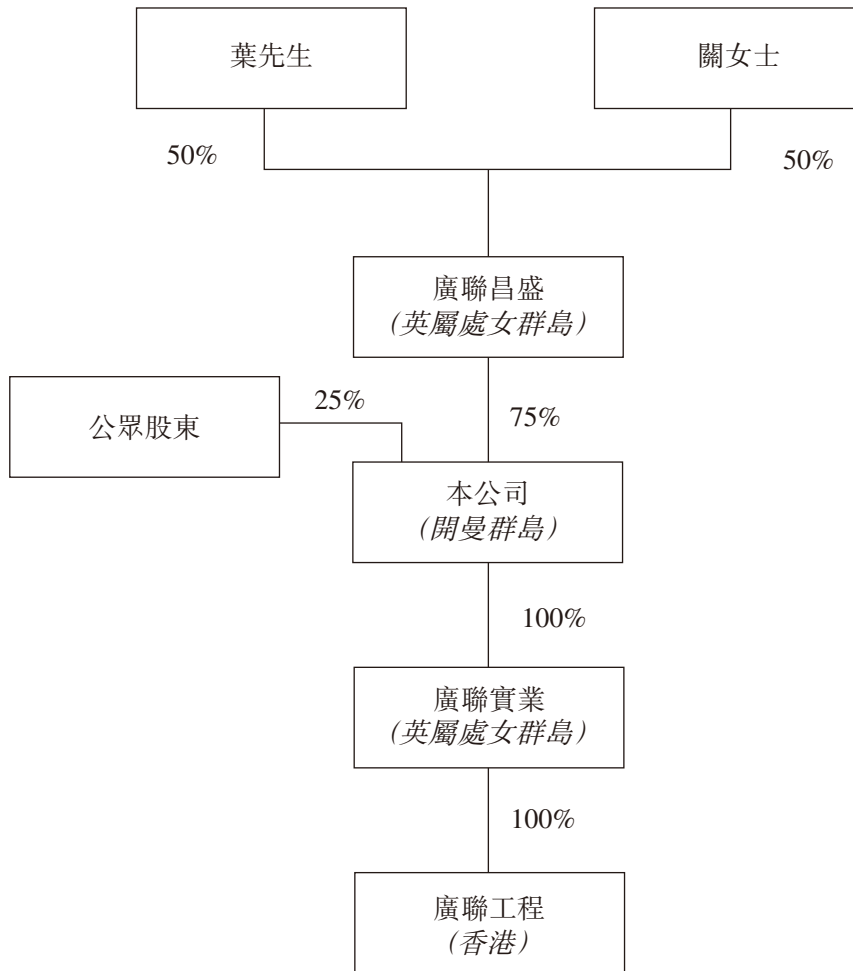 葉先生
關女士
50%
50%
廣聯昌盛
(英屬處女群島)
公眾股東
25%
75%
本公司
(開曼群島)
100%
廣聯實業
(英屬處女群島)
100%
廣聯工程
(香港)